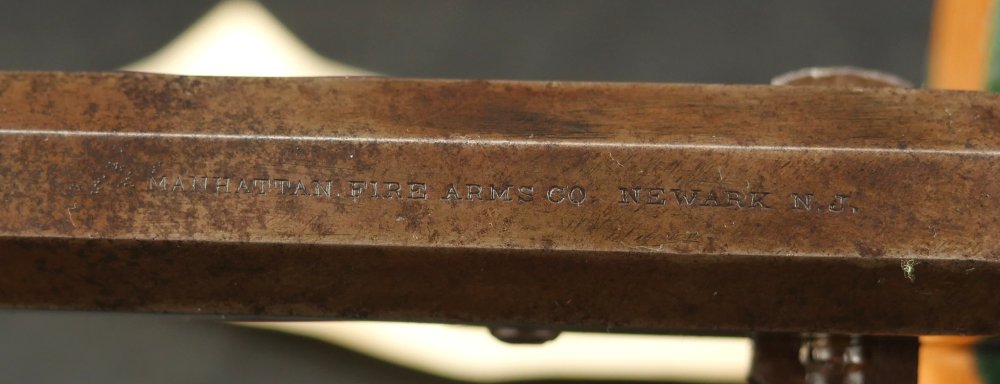 MANHATTAN FIRE ARMS CO. NEWARK N.J.